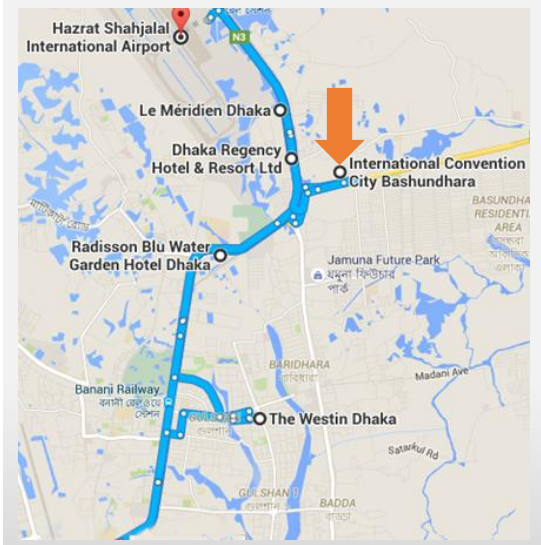 Hazrat Shahjalal
International Airport
N3
Le Méridien Dhaka
Dhaka Regency
Hotel & Resort Ltd
International Convention
City Bashundhara
BASUNDHA
RESIDENTI
AREA
Radisson Blu Water
Garden Hotel Dhaka
Jamuna Future Park
যমুনা ফিউচার
পার্ক
BARIDHARA
বারিধারা
Madani Ave
Banani Railway
বনানী রেলওয়ে
স্টেশন
The Westin Dhaka
গুলশান
Satarkul Rd
GULSHAN 1
BADDA
বাড্ডা